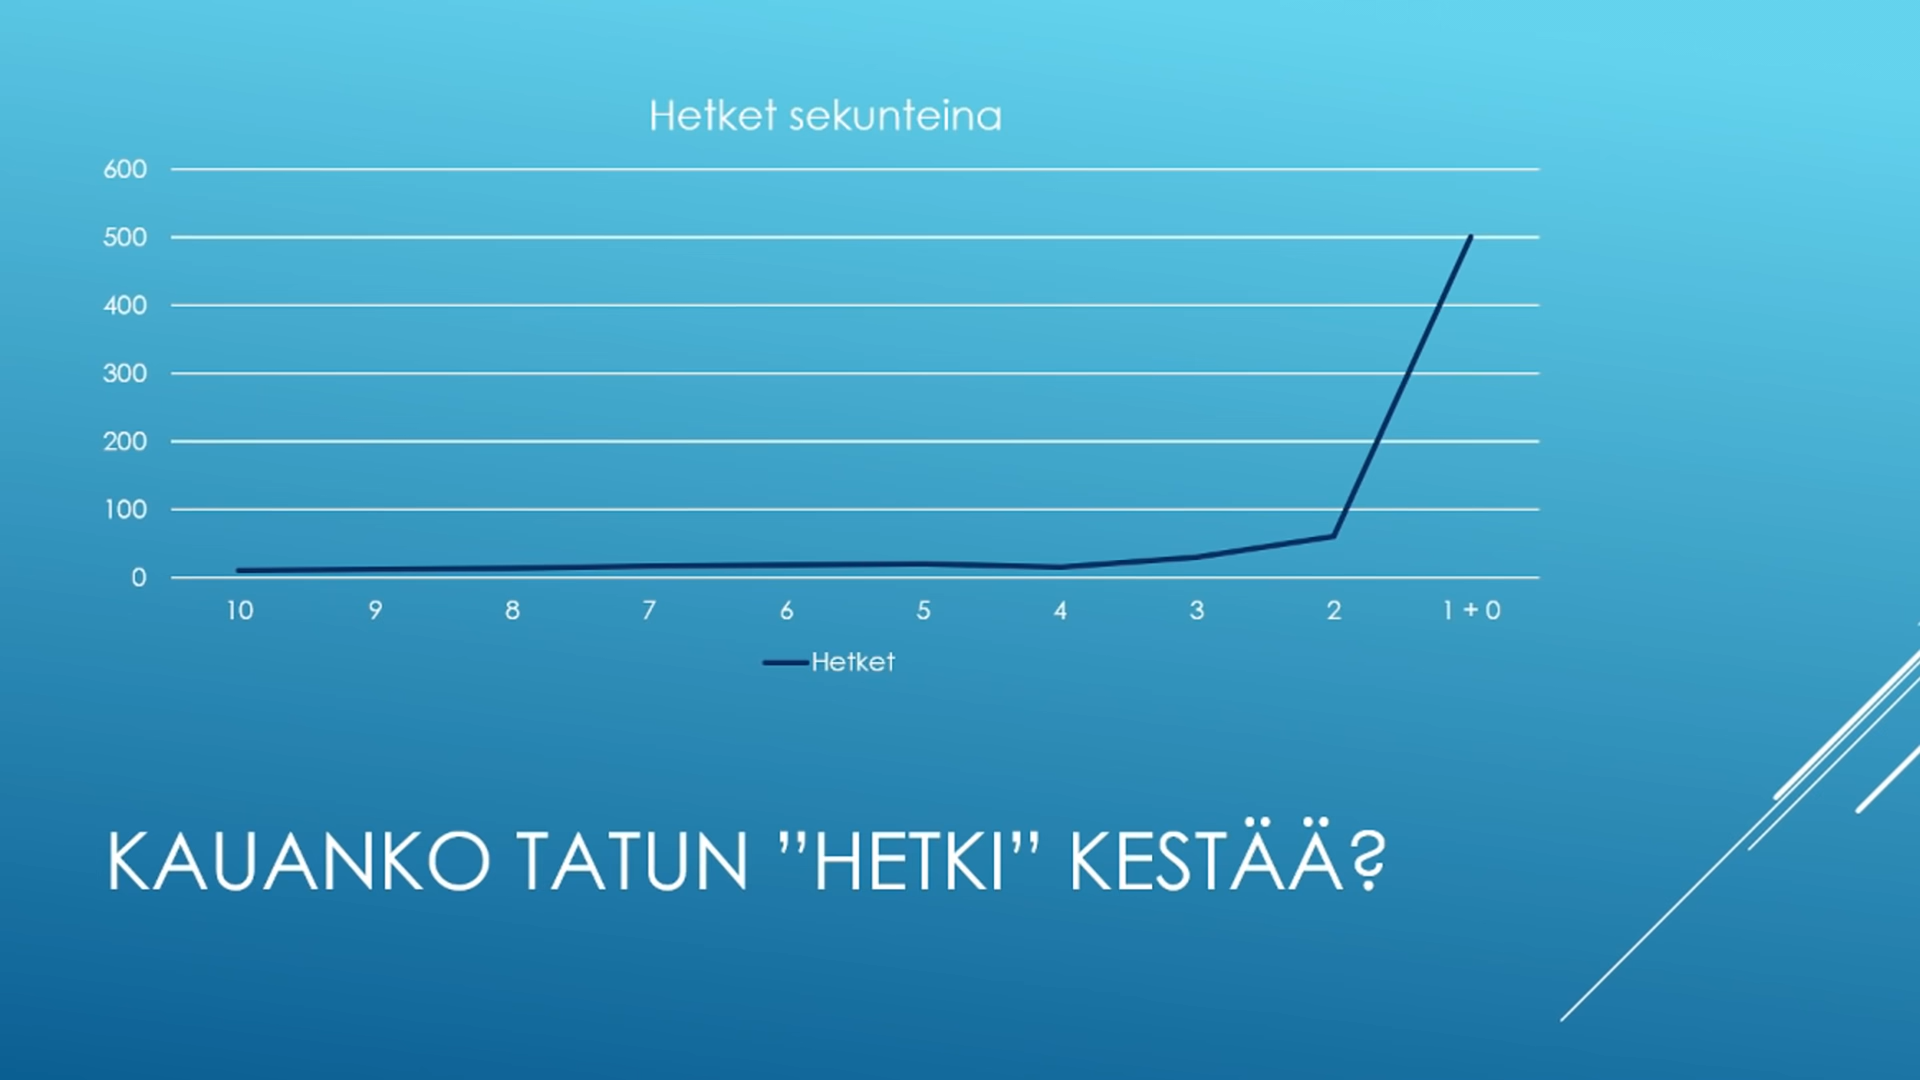 Hetket sekunteina
600
500
400
300
200
100
0
10 9 8 7 6 5 4 3 2 1 + 0
Hetket
KAUANKO TATUN ”HETKI” KESTÄÄ?